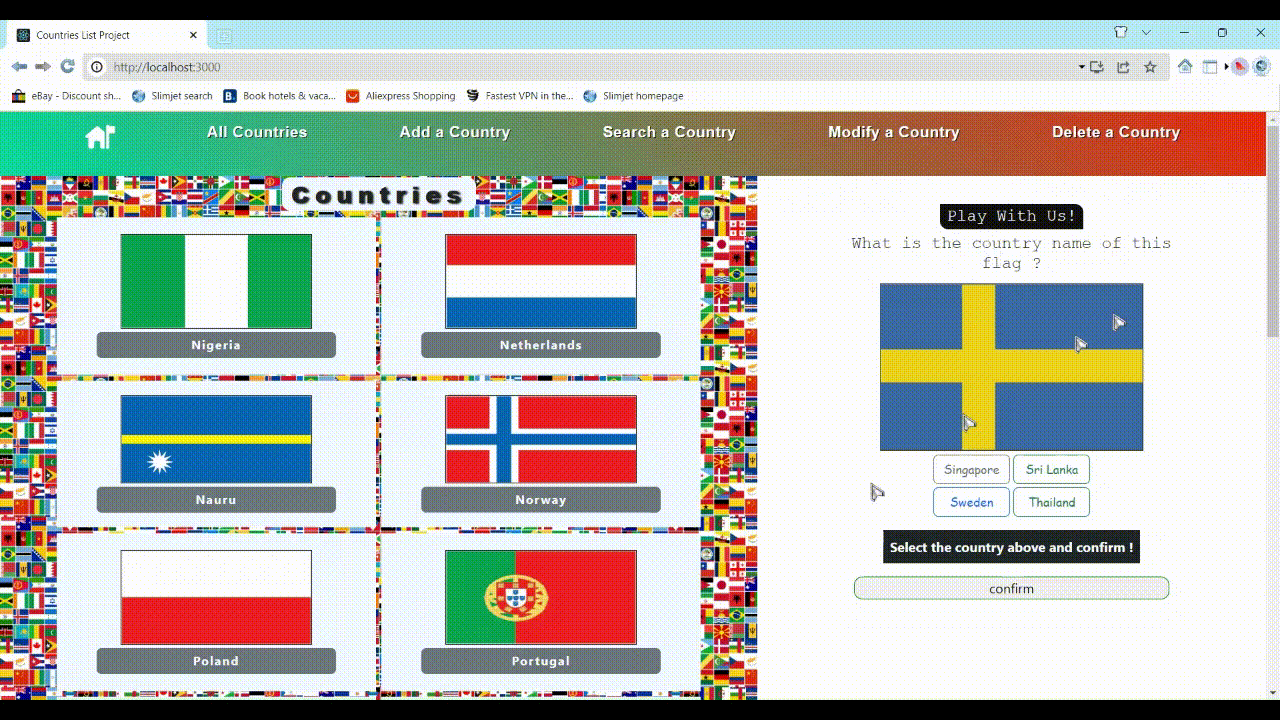 Countries List Project
http://localhost:3000
eBay - Discount sh... Slimjet search Book hotels & vaca... Aliexpress Shopping Fastest VPN in the... Slimjet homepage
All Countries Add a Country Search a Country Modify a Country Delete a Country
Countries
Nigeria Netherlands
Nauru Norway
Poland Portugal
Play With Us!
What is the country name of this
flag ?
Singapore Sri Lanka
Sweden Thailand
Select the country above and confirm !
confirm